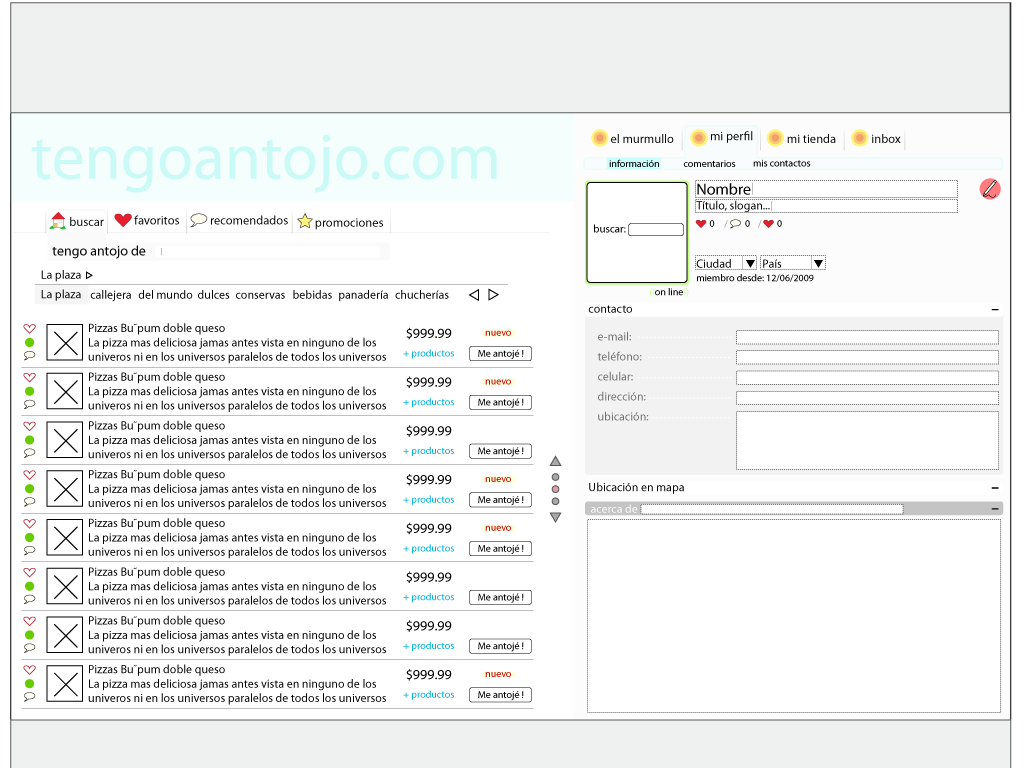 tengoantojo.com
buscar favoritos recomendados promociones
tengo antojo de
La plaza
La plaza callejera del mundo dulces conservas bebidas panadería chucherías
Pizzas Bu¨pum doble queso
La pizza mas deliciosa jamas antes vista en ninguno de los
univeros ni en los universos paralelos de todos los universos
$999.99 nuevo
+ productos Me antojé !
Pizzas Bu¨pum doble queso
La pizza mas deliciosa jamas antes vista en ninguno de los
univeros ni en los universos paralelos de todos los universos
$999.99 nuevo
+ productos Me antojé !
Pizzas Bu¨pum doble queso
La pizza mas deliciosa jamas antes vista en ninguno de los
univeros ni en los universos paralelos de todos los universos
$999.99
+ productos Me antojé !
Pizzas Bu¨pum doble queso
La pizza mas deliciosa jamas antes vista en ninguno de los
univeros ni en los universos paralelos de todos los universos
$999.99 nuevo
+ productos Me antojé !
Pizzas Bu¨pum doble queso
La pizza mas deliciosa jamas antes vista en ninguno de los
univeros ni en los universos paralelos de todos los universos
$999.99 nuevo
+ productos Me antojé !
Pizzas Bu¨pum doble queso
La pizza mas deliciosa jamas antes vista en ninguno de los
univeros ni en los universos paralelos de todos los universos
$999.99
+ productos Me antojé !
Pizzas Bu¨pum doble queso
La pizza mas deliciosa jamas antes vista en ninguno de los
univeros ni en los universos paralelos de todos los universos
$999.99
+ productos Me antojé !
Pizzas Bu¨pum doble queso
La pizza mas deliciosa jamas antes vista en ninguno de los
univeros ni en los universos paralelos de todos los universos
$999.99 nuevo
+ productos Me antojé !
el murmullo mi perfil mi tienda inbox
información comentarios mis contactos
buscar:
on line
Nombre
Título, slogan...
0 / 0 / 0
Ciudad País
miembro desde: 12/06/2009
contacto
e-mail:
teléfono:
celular:
dirección:
ubicación:
Ubicación en mapa
acerca de